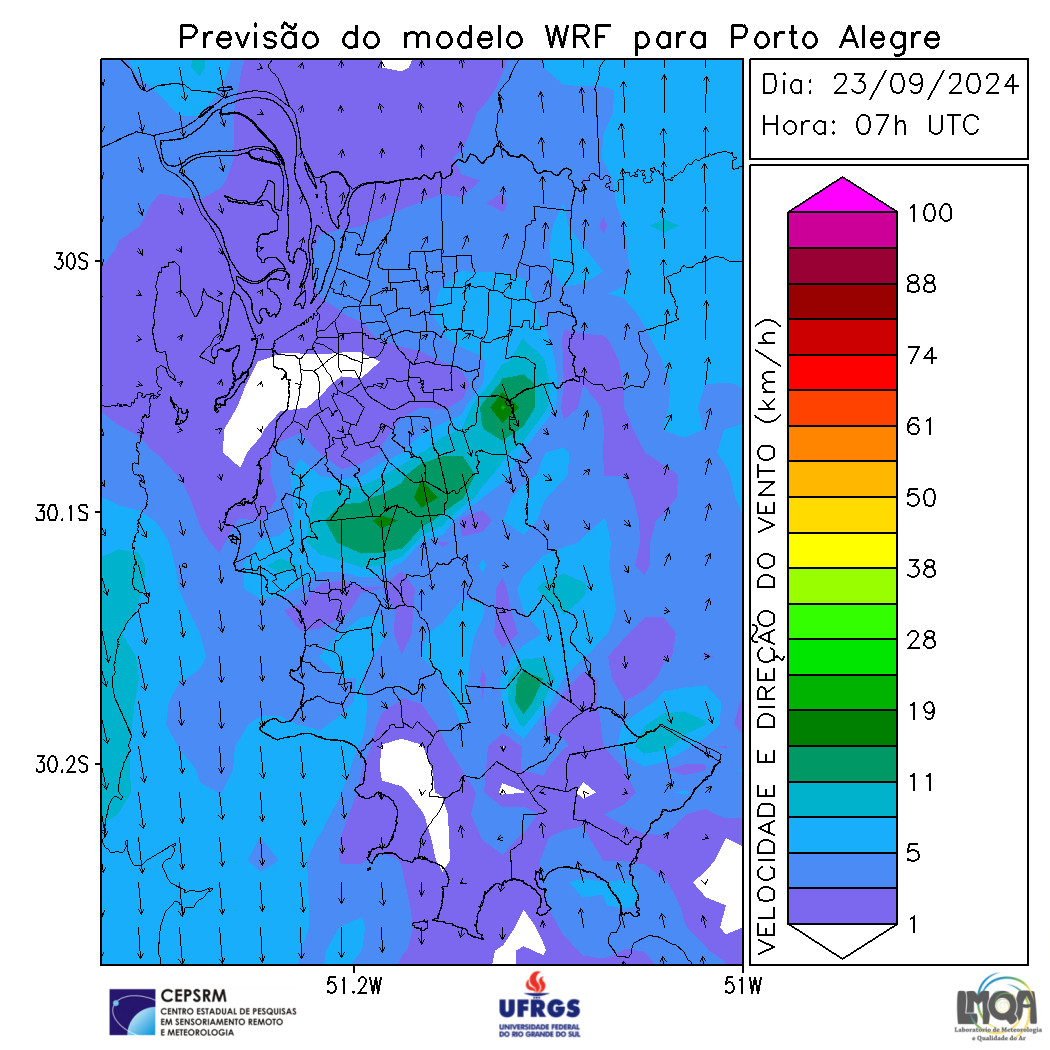 Previsão do modelo WRF para Porto Alegre
Dia: 23/09/2024
Hora: 07h UTC
30S
30.1S
30.2S
51.2W
51W
VELOCIDADE E DIREÇÃO DO VENTO (km/h)
100
88
74
61
50
38
28
19
11
5
1
CEPSRM
CENTRO ESTADUAL DE PESQUISAS
EM SENSORIAMENTO REMOTO
E METEOROLOGIA
UFRGS
UNIVERSIDADE FEDERAL
DO RIO GRANDE DO SUL
LMQA
Laboratório de Meteorologia
e Qualidade do Ar